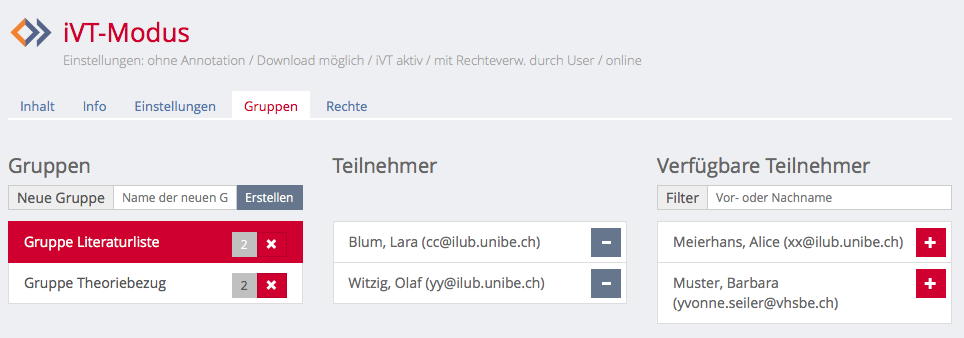 iVT-Modus
Einstellungen: ohne Annotation / Download möglich / iVT aktiv / mit Rechteverw. durch User / online
Inhalt Info Einstellungen Gruppen Rechte
Gruppen Teilnehmer Verfügbare Teilnehmer
Neue Gruppe Name der neuen G Erstellen Filter Vor- oder Nachname
Gruppe Literaturliste 2 × Blum, Lara (cc@ilub.unibe.ch) − Meierhans, Alice (xx@ilub.unibe.ch) +
Gruppe Theoriebezug 2 × Witzig, Olaf (yy@ilub.unibe.ch) − Muster, Barbara +
(yvonne.seiler@vhsbe.ch)